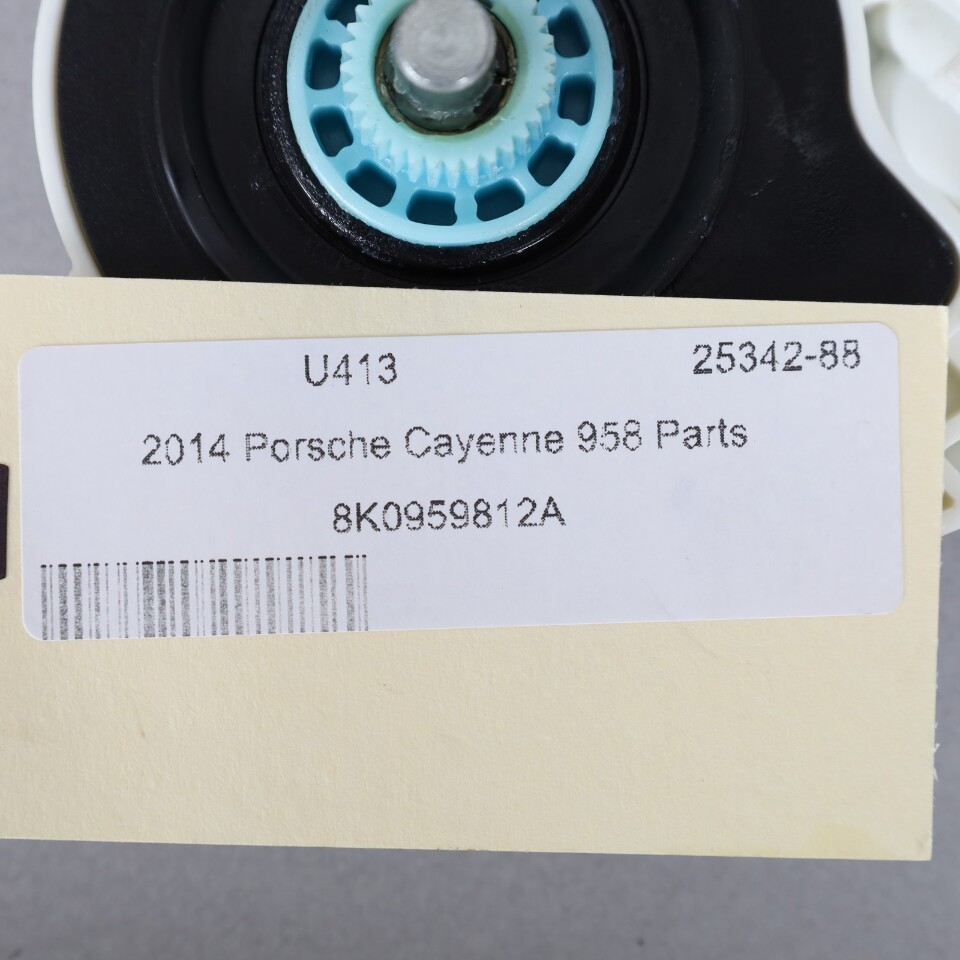 U413 25342-88
2014 Porsche Cayenne 958 Parts
8K0959812A